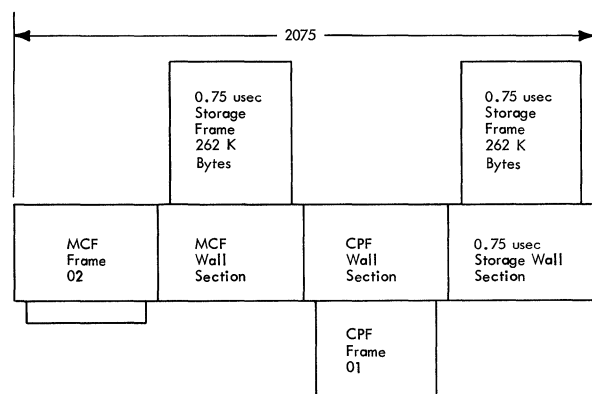 2075
0.75 usec
Storage
Frame
262 K
Bytes
0.75 usec
Storage
Frame
262 K
Bytes
MCF
Frame
02
MCF
Wall
Section
CPF
Wall
Section
0.75 usec
Storage Wall
Section
CPF
Frame
01